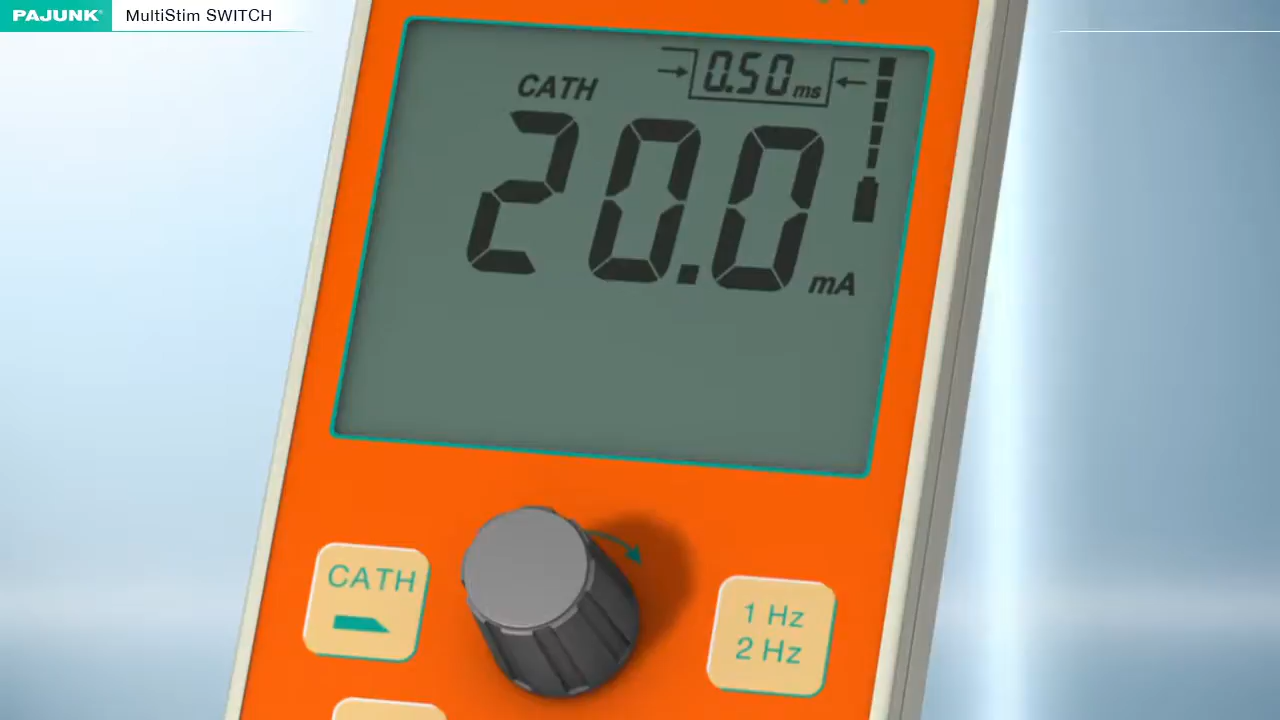 PAJUNK®
MultiStim SWITCH
0.50 ms
CATH
20.0 mA
CATH
1 Hz
2 Hz